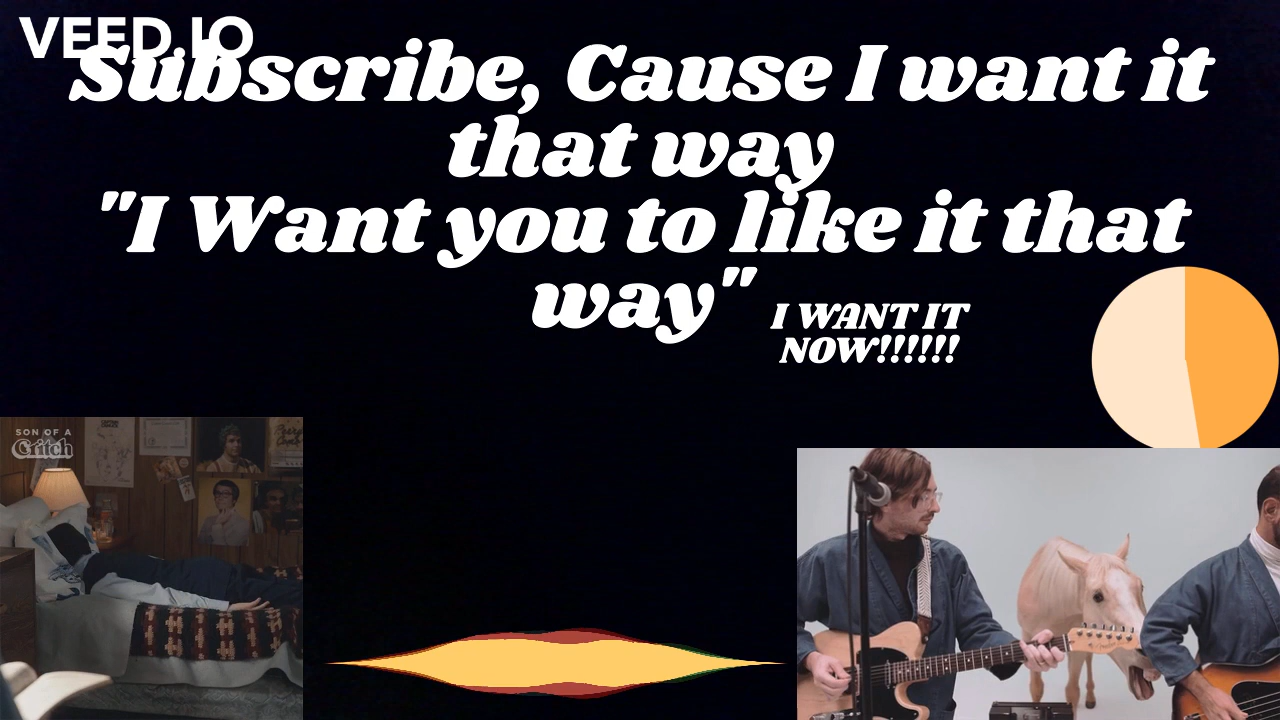 VEED.IO
Subscribe, Cause I want it
that way
"I Want you to like it that
way"
I WANT IT
NOW!!!!!!
SON OF A
Critch